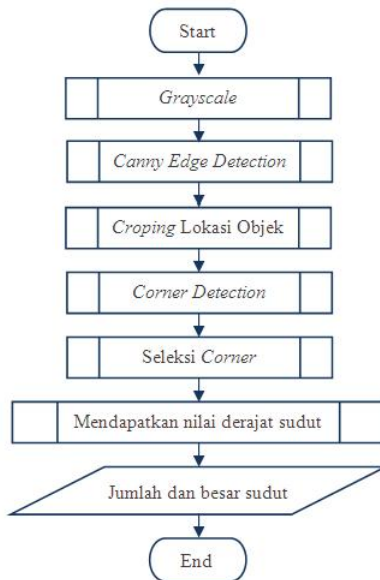 Start
Grayscale
Canny Edge Detection
Croping Lokasi Objek
Corner Detection
Seleksi Corner
Mendapatkan nilai derajat sudut
Jumlah dan besar sudut
End